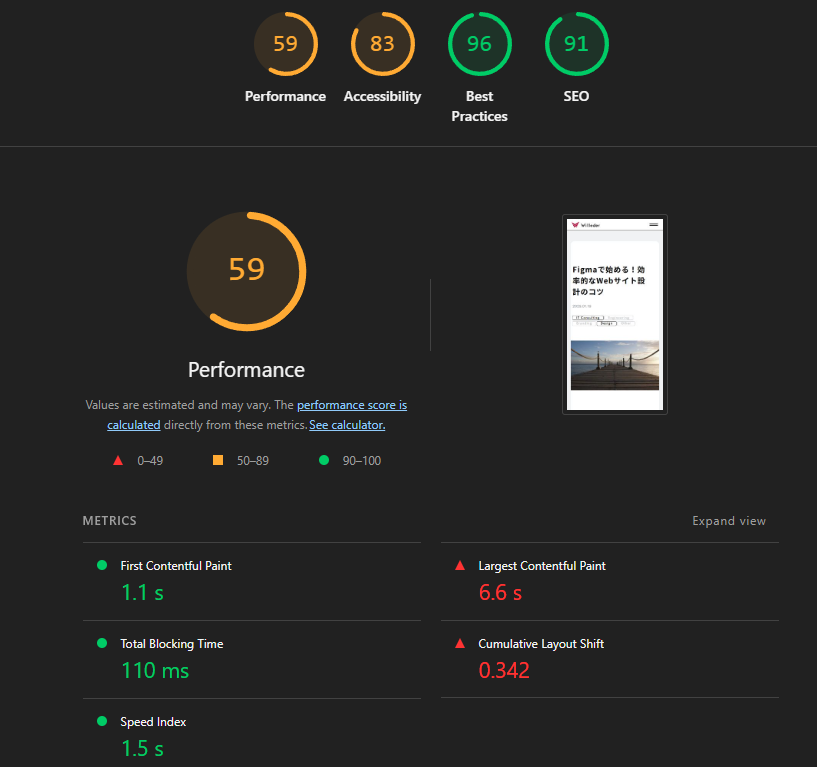 59
83
96
91
Performance
Accessibility
Best
Practices
SEO
59
Performance
Values are estimated and may vary. The performance score is
calculated directly from these metrics. See calculator.
0–49
50–89
90–100
Willeder
Figmaで始める！効
率的なWebサイト設
計のコツ
IT Consulting
Design
METRICS
Expand view
First Contentful Paint
1.1 s
Largest Contentful Paint
6.6 s
Total Blocking Time
110 ms
Cumulative Layout Shift
0.342
Speed Index
1.5 s